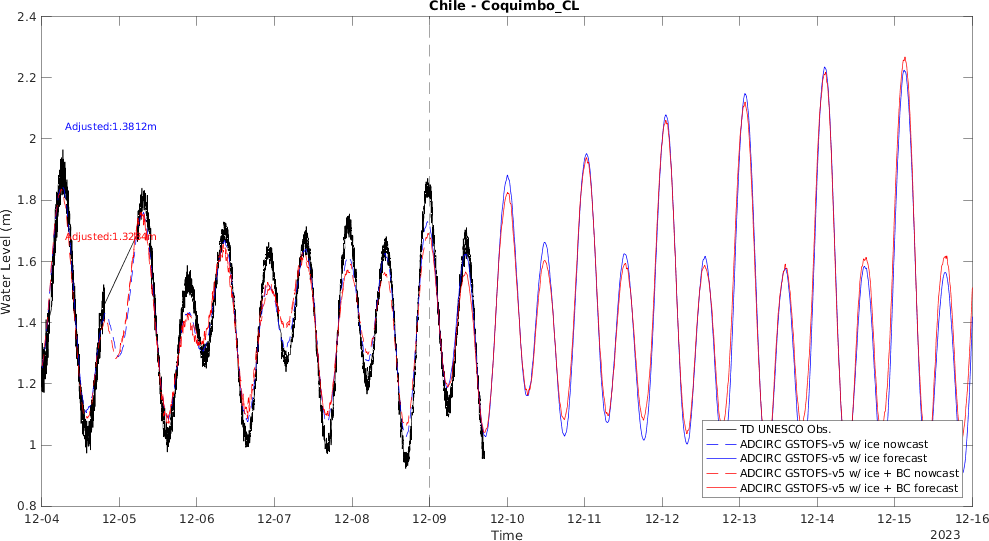 Chile - Coquimbo_CL
2.4
2.2
2
1.8
1.6
1.4
1.2
1
0.8
Water Level (m)
Adjusted:1.3812m
Adjusted:1.3284m
TD UNESCO Obs.
ADCIRC GSTOFS-v5 w/ ice nowcast
ADCIRC GSTOFS-v5 w/ ice forecast
ADCIRC GSTOFS-v5 w/ ice + BC nowcast
ADCIRC GSTOFS-v5 w/ ice + BC forecast
12-04 12-05 12-06 12-07 12-08 12-09 12-10 12-11 12-12 12-13 12-14 12-15 12-16
Time
2023